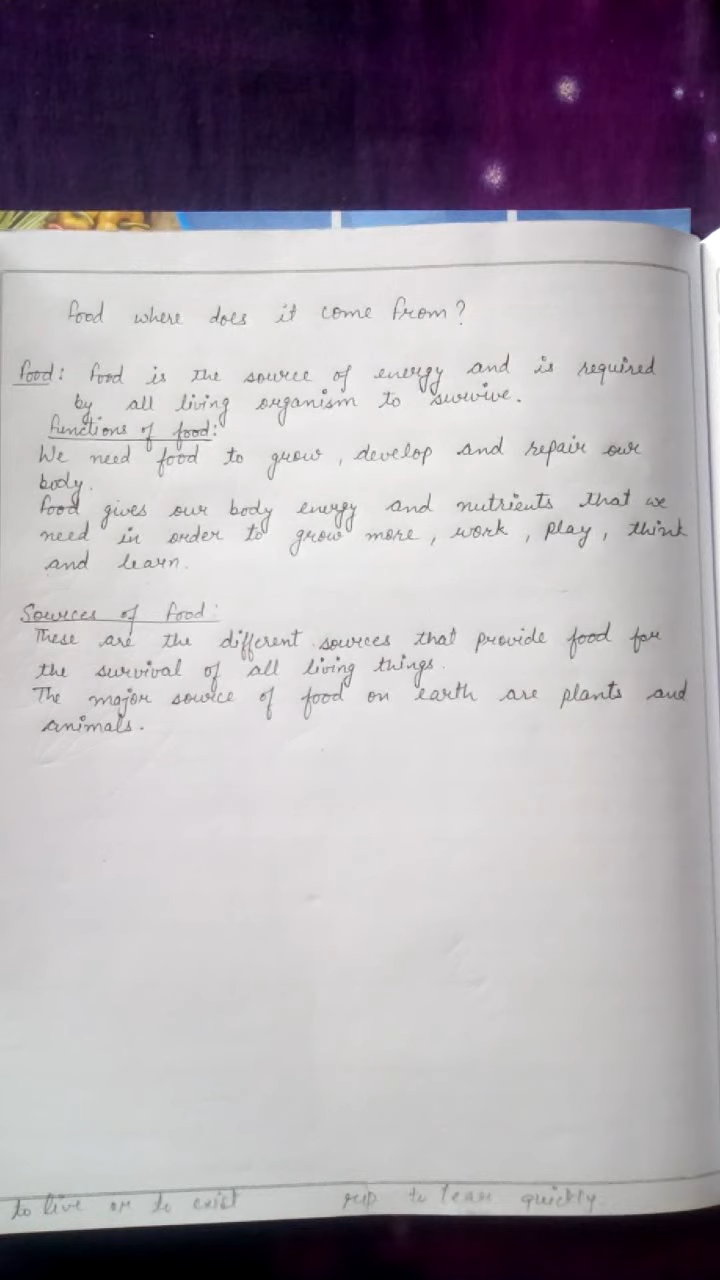 food where does it come from?
food: food is the source of energy and is required
by all living organism to survive.
functions of food:
We need food to grow, develop and repair our
body.
food gives our body energy and nutrients that we
need in order to grow more, work, play, think
and learn.
Sources of food:
These are the different sources that provide food for
the survival of all living things.
The major source of food on earth are plants and
animals.
to live or to exist rip to tear quickly